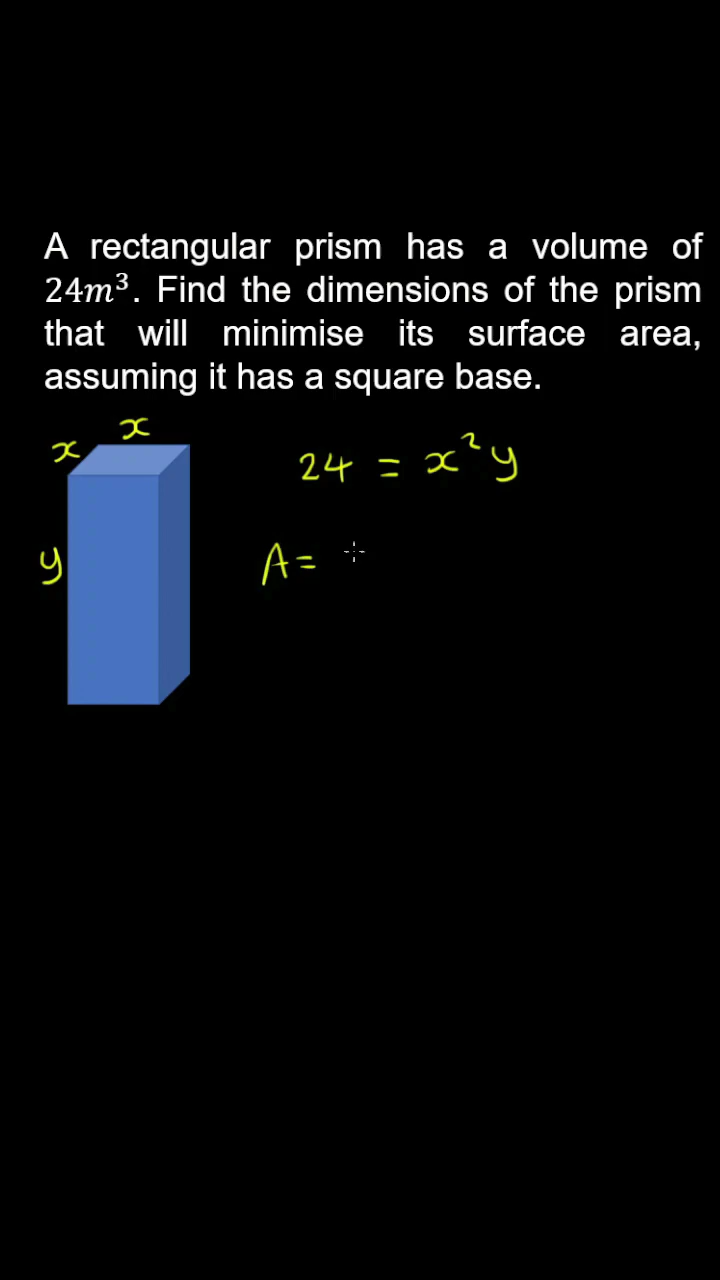 A rectangular prism has a volume of
24m³. Find the dimensions of the prism
that will minimise its surface area,
assuming it has a square base.
x
x
24 = x²y
y
A =